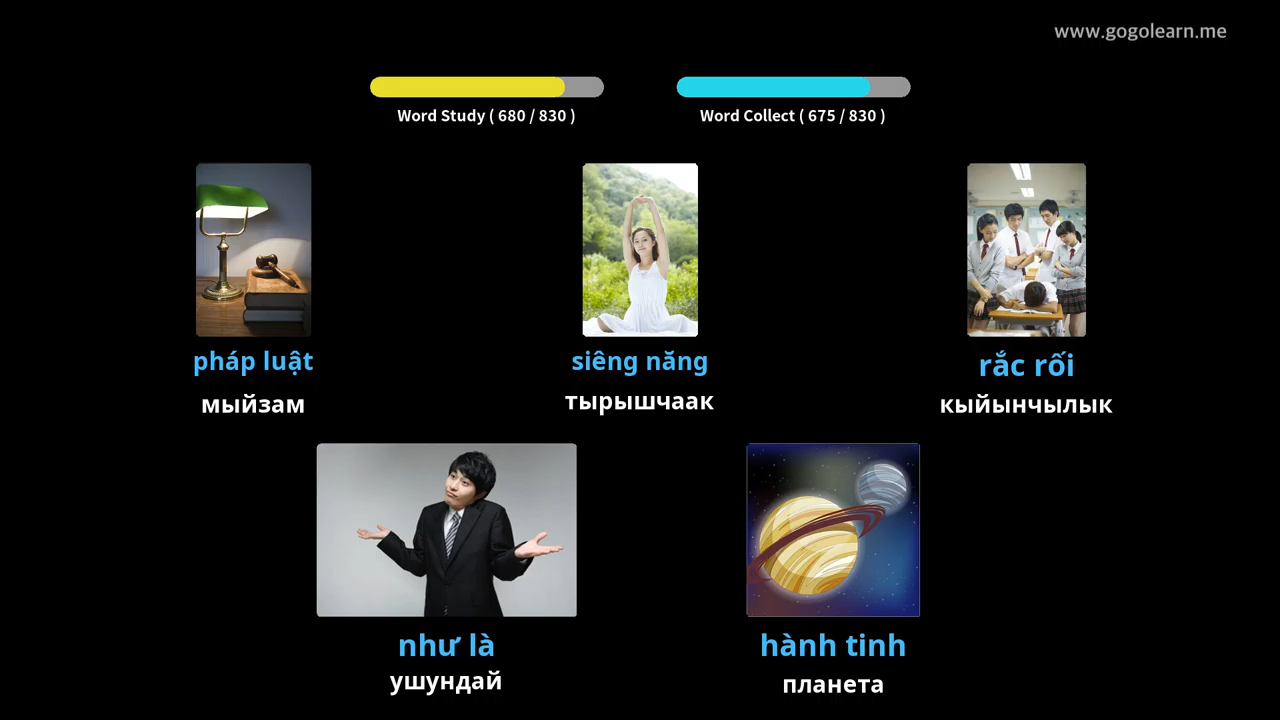 www.gogolearn.me
Word Study ( 680 / 830 )
Word Collect ( 675 / 830 )
pháp luật
мыйзам
siêng năng
тырышчаак
rắc rối
кыйынчылык
như là
ушундай
hành tinh
планета